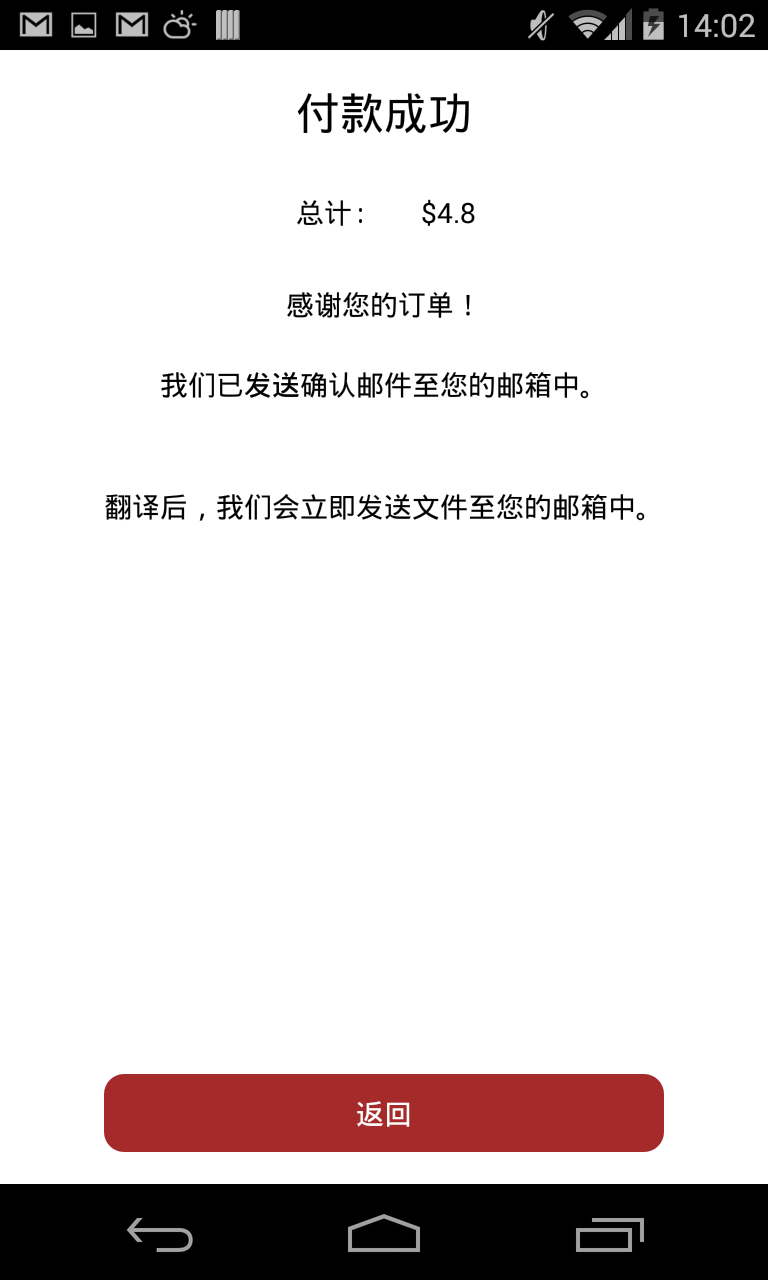 14:02
付款成功
总计: $4.8
感谢您的订单！
我们已发送确认邮件至您的邮箱中。
翻译后，我们会立即发送文件至您的邮箱中。
返回